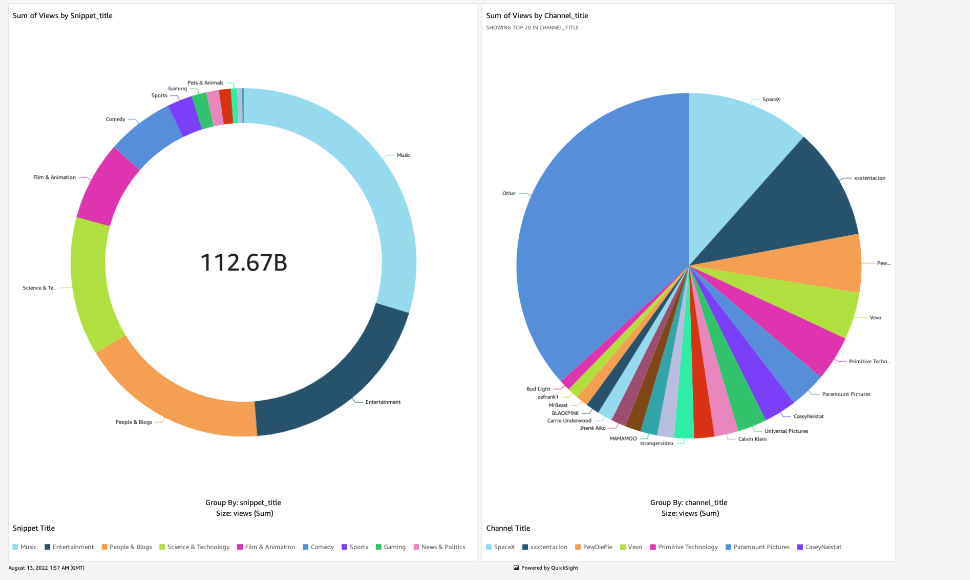 Sum of Views by Snippet_title
Pets & Animals
Gaming
Sports
Comedy
Music
Film & Animation
112.67B
Science & Te...
Entertainment
People & Blogs
Group By: snippet_title
Size: views (Sum)
Snippet Title
Music Entertainment People & Blogs Science & Technology Film & Animation Comedy Sports Gaming News & Politics
August 13, 2022 1:57 AM (GMT)
Sum of Views by Channel_title
SHOWING TOP 20 IN CHANNEL_TITLE
SpaceX
xxxtentacion
Other
Pew...
Vevo
Primitive Techn..
Bud Light
zefrank1
MrBeast
BLACKPINK
Carrie Underwood
Jhené Aiko
MAMAMOO
strangervideo
Calvin Klein
Universal Pictures
CaseyNeistat
Paramount Pictures
Group By: channel_title
Size: views (Sum)
Channel Title
SpaceX xxxtentacion PewDiePie Vevo Primitive Technology Paramount Pictures CaseyNeistat
Powered by QuickSight